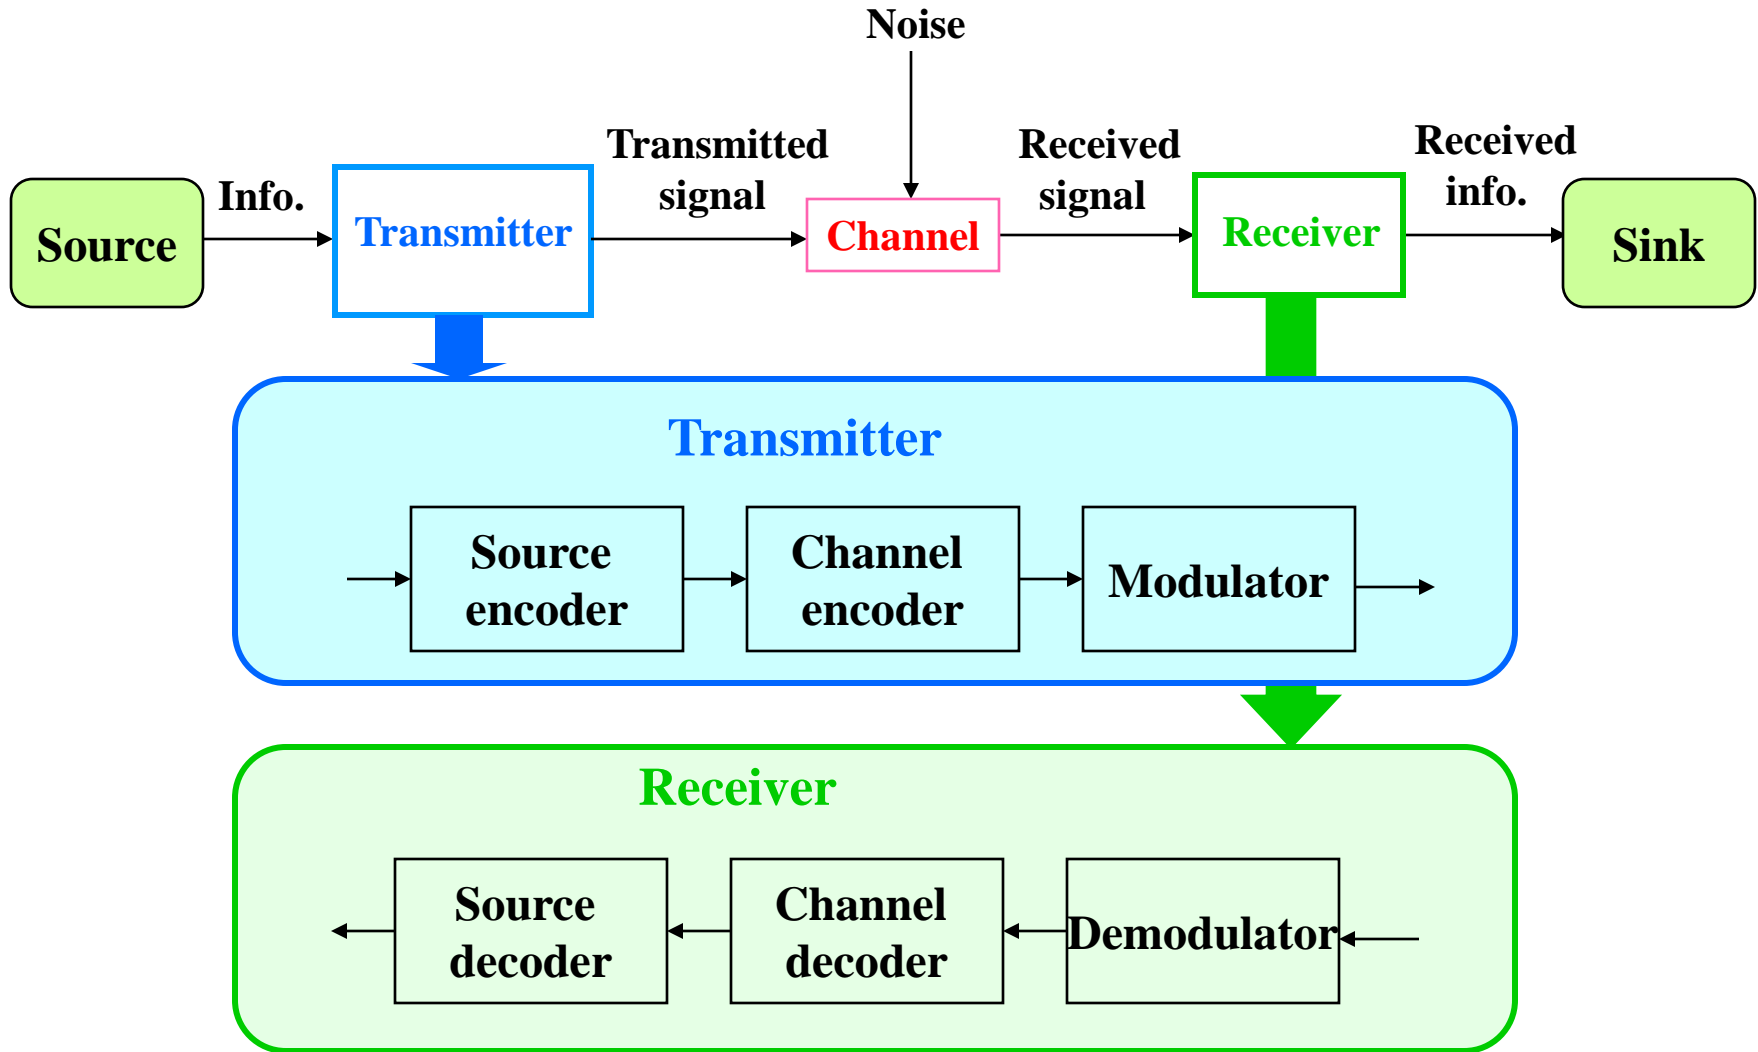 Noise
Transmitted
signal
Received
signal
Received
info.
Info.
Source
Transmitter
Channel
Receiver
Sink
Transmitter
Source
encoder
Channel
encoder
Modulator
Receiver
Source
decoder
Channel
decoder
Demodulator